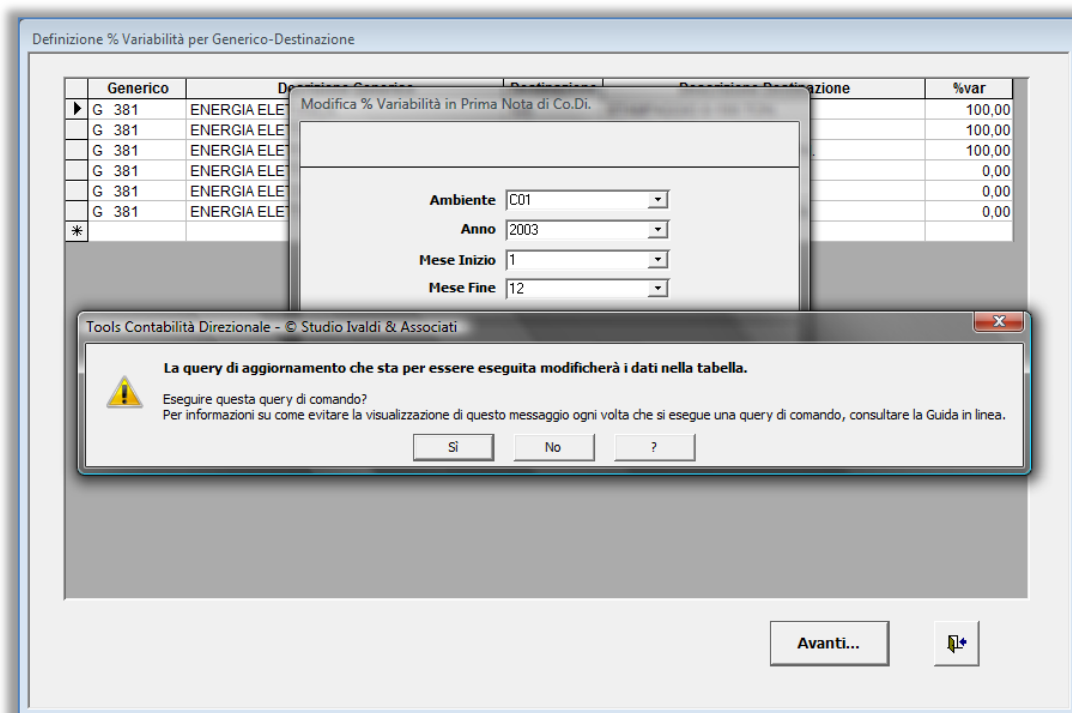 Definizione % Variabilità per Generico-Destinazione
Generico %var
G 381 ENERGIA ELET 100,00
G 381 ENERGIA ELET 100,00
G 381 ENERGIA ELET 100,00
G 381 ENERGIA ELET 0,00
G 381 ENERGIA ELET 0,00
G 381 ENERGIA ELET 0,00
Modifica % Variabilità in Prima Nota di Co.Di.
Ambiente C01
Anno 2003
Mese Inizio 1
Mese Fine 12
Tools Contabilità Direzionale - © Studio Ivaldi & Associati
La query di aggiornamento che sta per essere eseguita modificherà i dati nella tabella.
Eseguire questa query di comando?
Per informazioni su come evitare la visualizzazione di questo messaggio ogni volta che si esegue una query di comando, consultare la Guida in linea.
Sì No ?
Avanti...